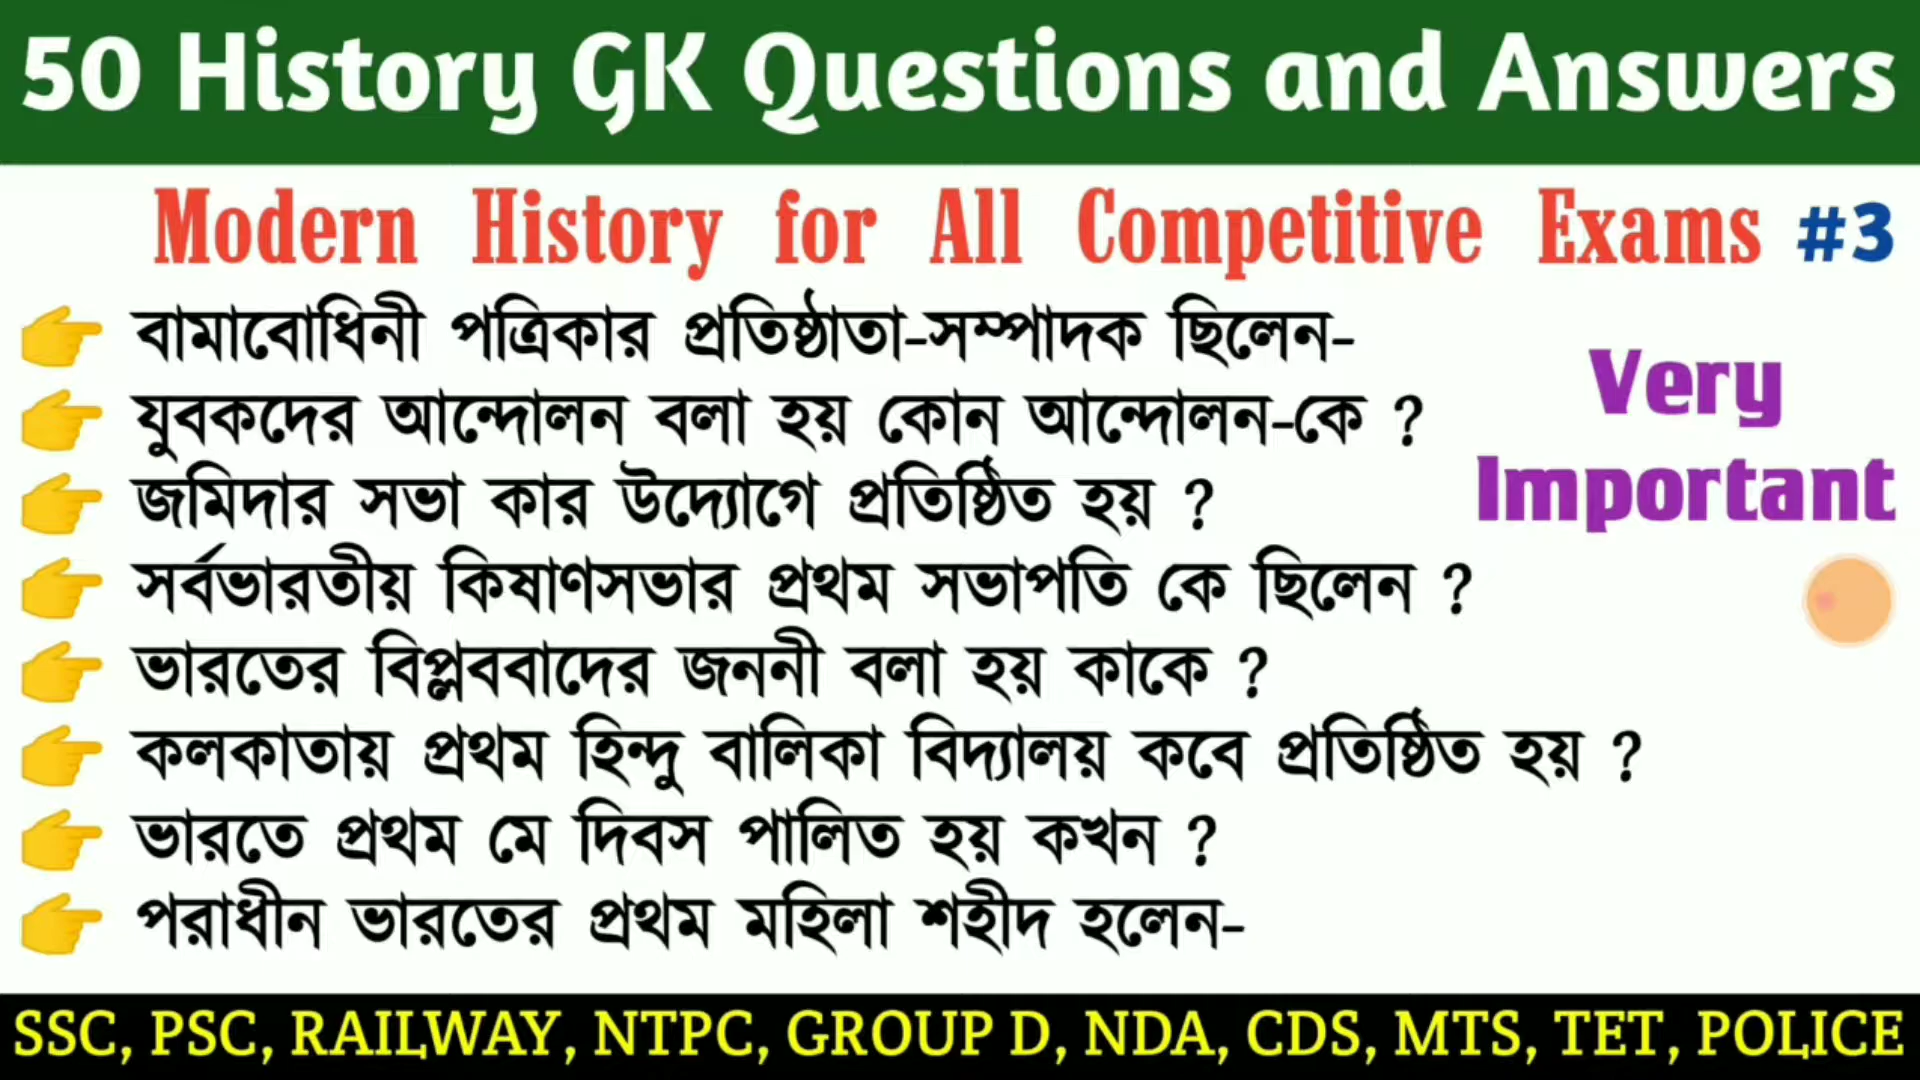 50 History GK Questions and Answers
Modern History for All Competitive Exams #3
বামাবোধিনী পত্রিকার প্রতিষ্ঠাতা-সম্পাদক ছিলেন-
যুবকদের আন্দোলন বলা হয় কোন আন্দোলন-কে ?
জমিদার সভা কার উদ্যোগে প্রতিষ্ঠিত হয় ?
সর্বভারতীয় কিষাণসভার প্রথম সভাপতি কে ছিলেন ?
ভারতের বিপ্লববাদের জননী বলা হয় কাকে ?
কলকাতায় প্রথম হিন্দু বালিকা বিদ্যালয় কবে প্রতিষ্ঠিত হয় ?
ভারতে প্রথম মে দিবস পালিত হয় কখন ?
পরাধীন ভারতের প্রথম মহিলা শহীদ হলেন-
Very
Important
SSC, PSC, RAILWAY, NTPC, GROUP D, NDA, CDS, MTS, TET, POLICE